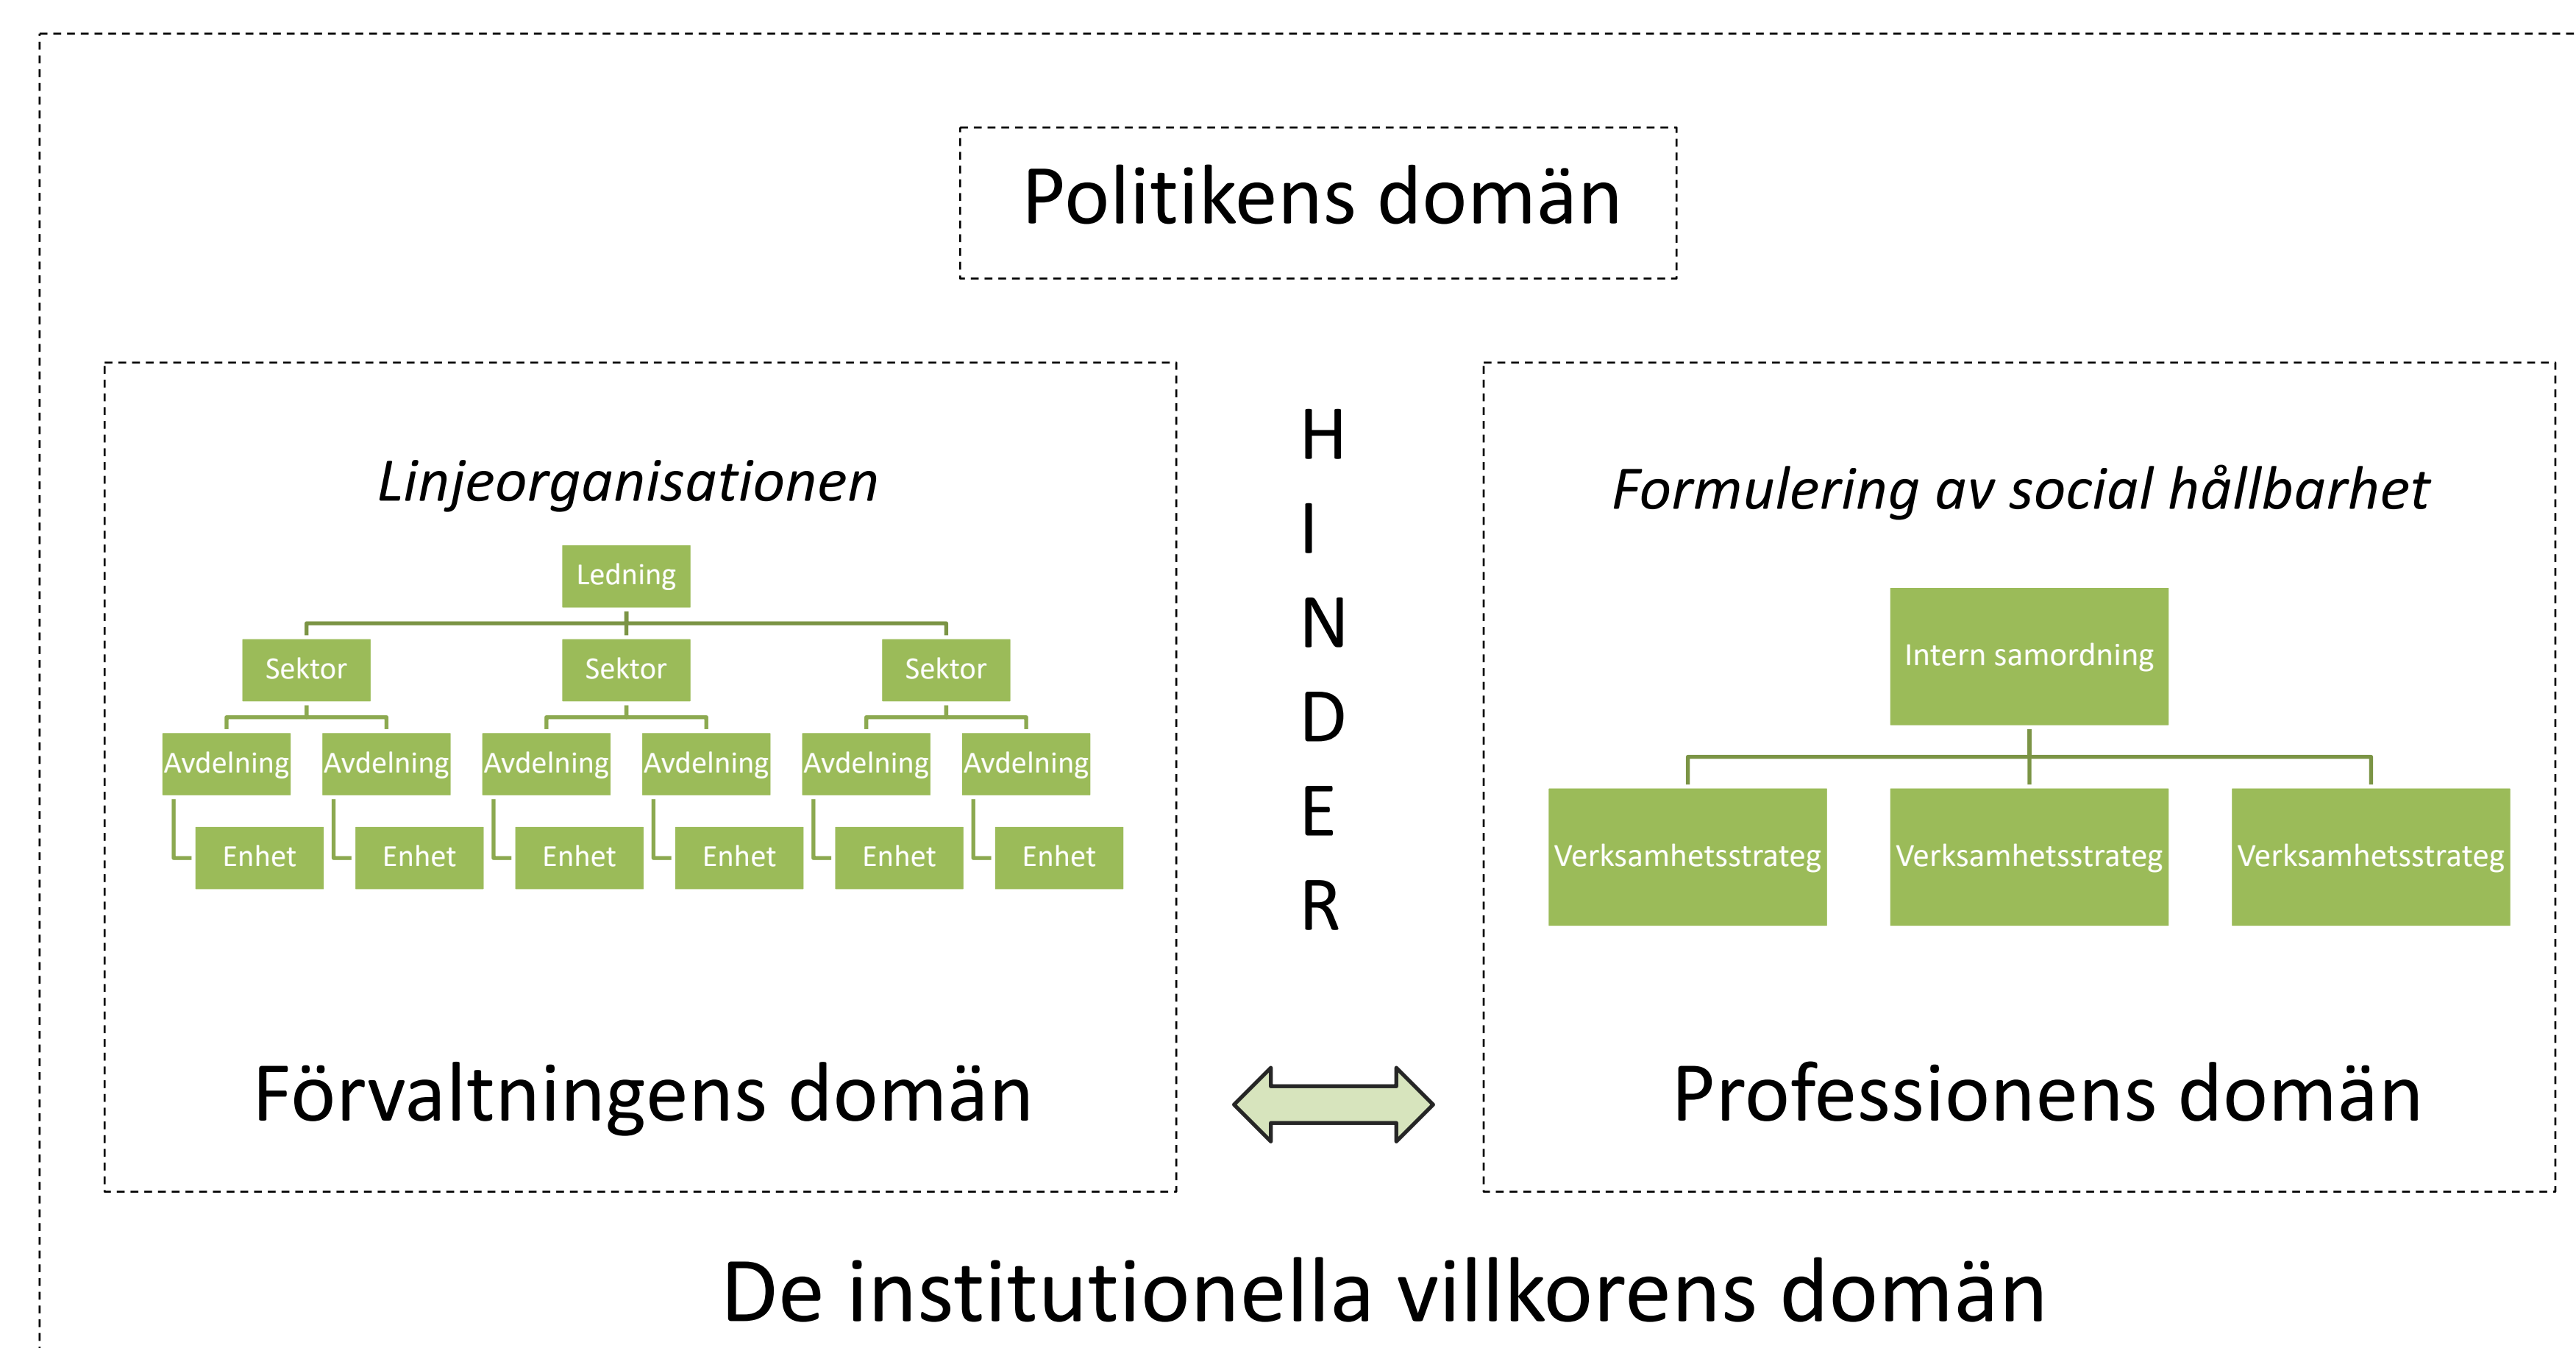 Politikens domän
Linjeorganisationen
Ledning
Sektor Sektor Sektor
Avdelning Avdelning Avdelning Avdelning Avdelning Avdelning
Enhet Enhet Enhet Enhet Enhet Enhet
Förvaltningens domän
H
I
N
D
E
R
Formulering av social hållbarhet
Intern samordning
Verksamhetsstrateg Verksamhetsstrateg Verksamhetsstrateg
Professionens domän
De institutionella villkorens domän